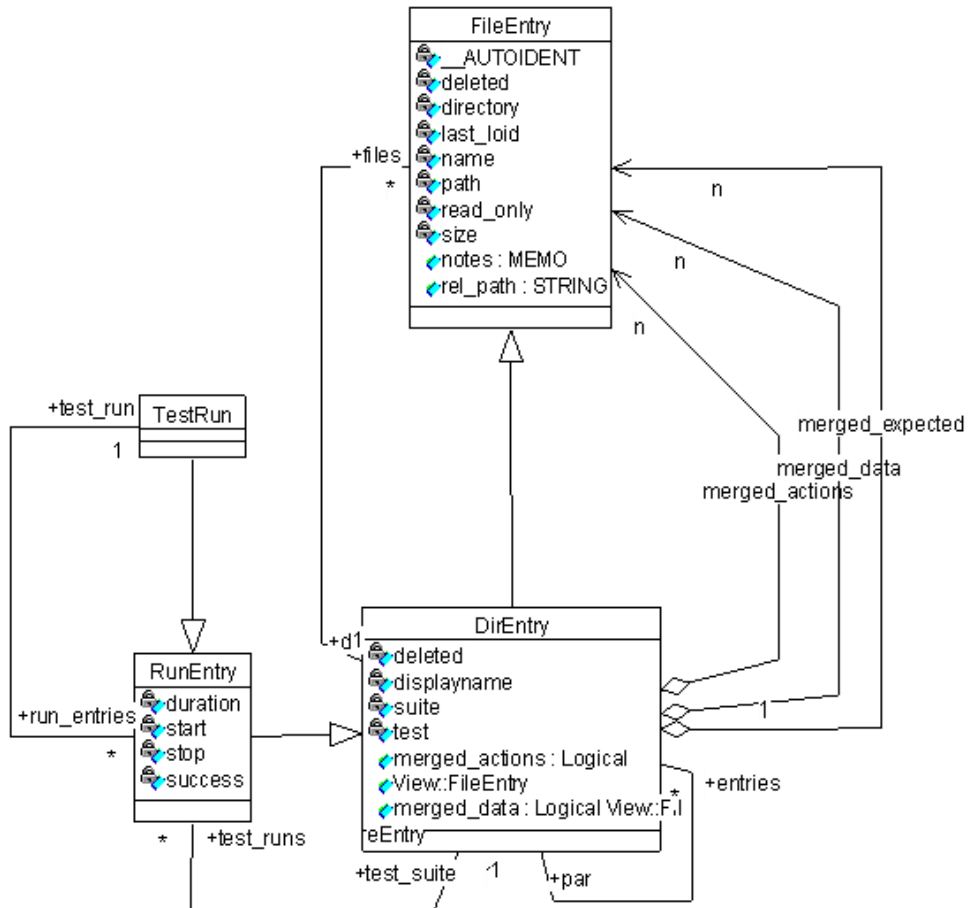 FileEntry
__AUTOIDENT
deleted
directory
last_loid
name
path
read_only
size
notes : MEMO
rel_path : STRING
+files
*
n
n
n
merged_expected
merged_data
merged_actions
+test_run
1
TestRun
+d1
DirEntry
deleted
displayname
suite
test
merged_actions : Logical
View::FileEntry
merged_data : Logical View::Fil
eEntry
1
RunEntry
duration
start
stop
success
+run_entries
*
* +test_runs
+entries
*
+test_suite
1
+par